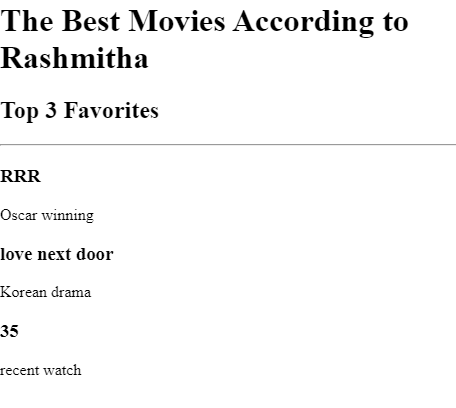 The Best Movies According to
Rashmitha
Top 3 Favorites
RRR
Oscar winning
love next door
Korean drama
35
recent watch